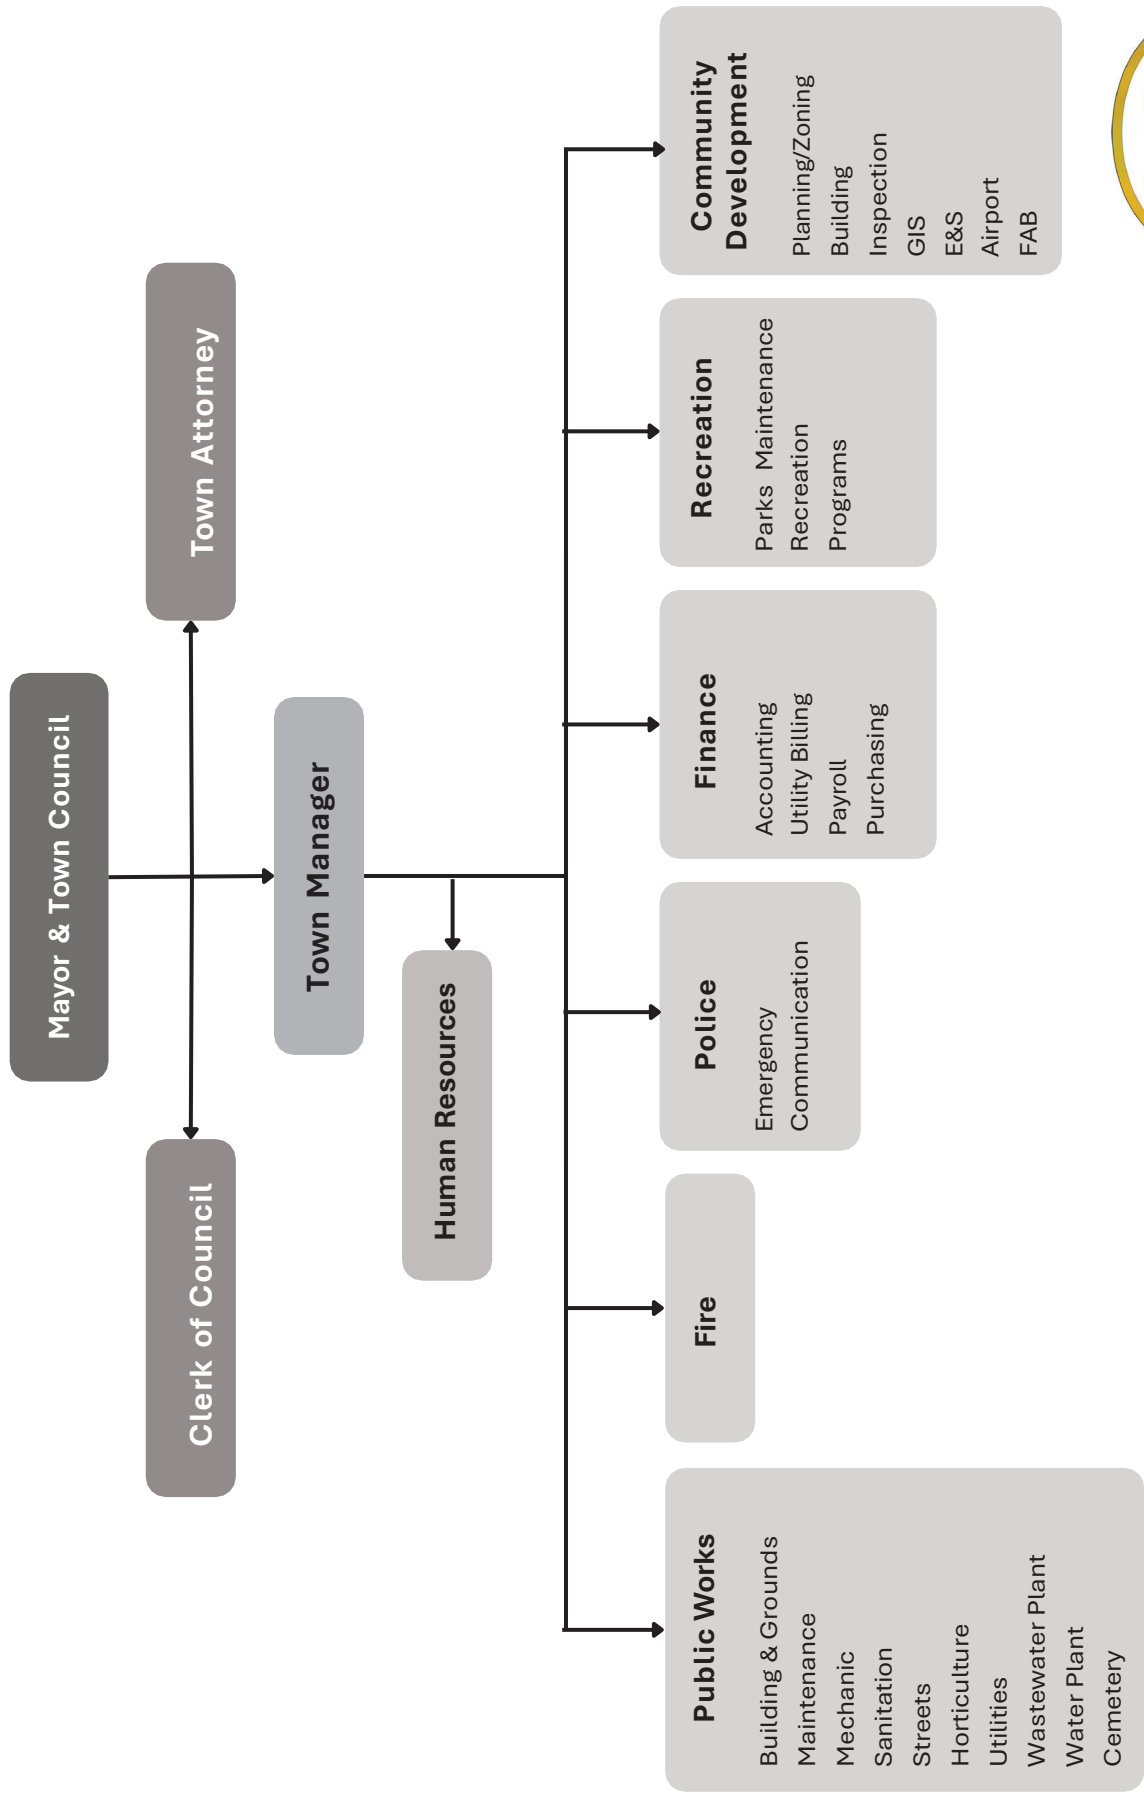 Mayor & Town Council
Clerk of Council
Town Attorney
Town Manager
Human Resources
Public Works
Building & Grounds
Maintenance
Mechanic
Sanitation
Streets
Horticulture
Utilities
Wastewater Plant
Water Plant
Cemetery
Fire
Police
Emergency
Communication
Finance
Accounting
Utility Billing
Payroll
Purchasing
Recreation
Parks Maintenance
Recreation
Programs
Community
Development
Planning/Zoning
Building
Inspection
GIS
E&S
Airport
FAB